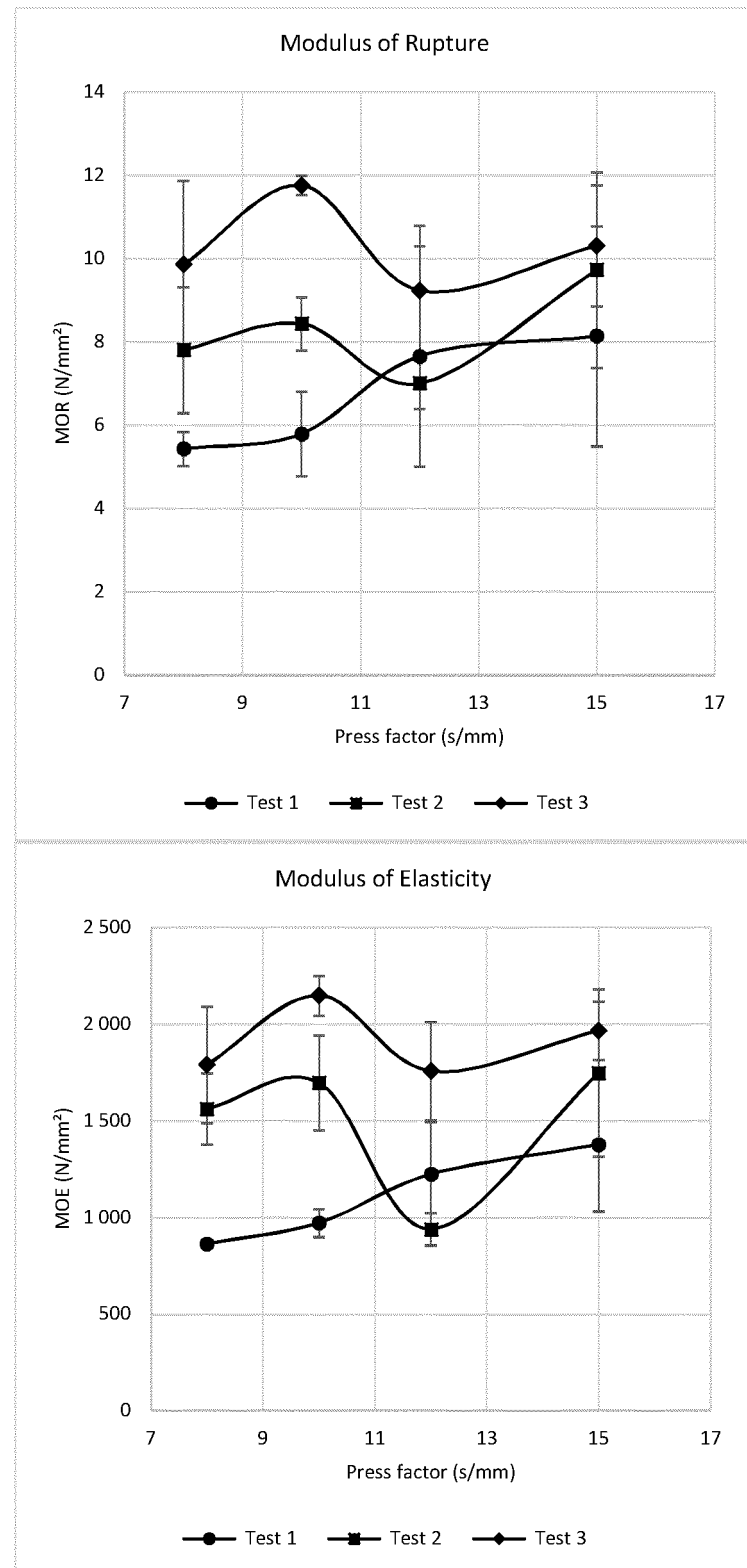 Modulus of Rupture
14
12
10
8
6
4
2
0
MOR (N/mm²)
7 9 11 13 15 17
Press factor (s/mm)
Test 1 Test 2 Test 3
Modulus of Elasticity
2 500
2 000
1 500
1 000
500
0
MOE (N/mm²)
7 9 11 13 15 17
Press factor (s/mm)
Test 1 Test 2 Test 3